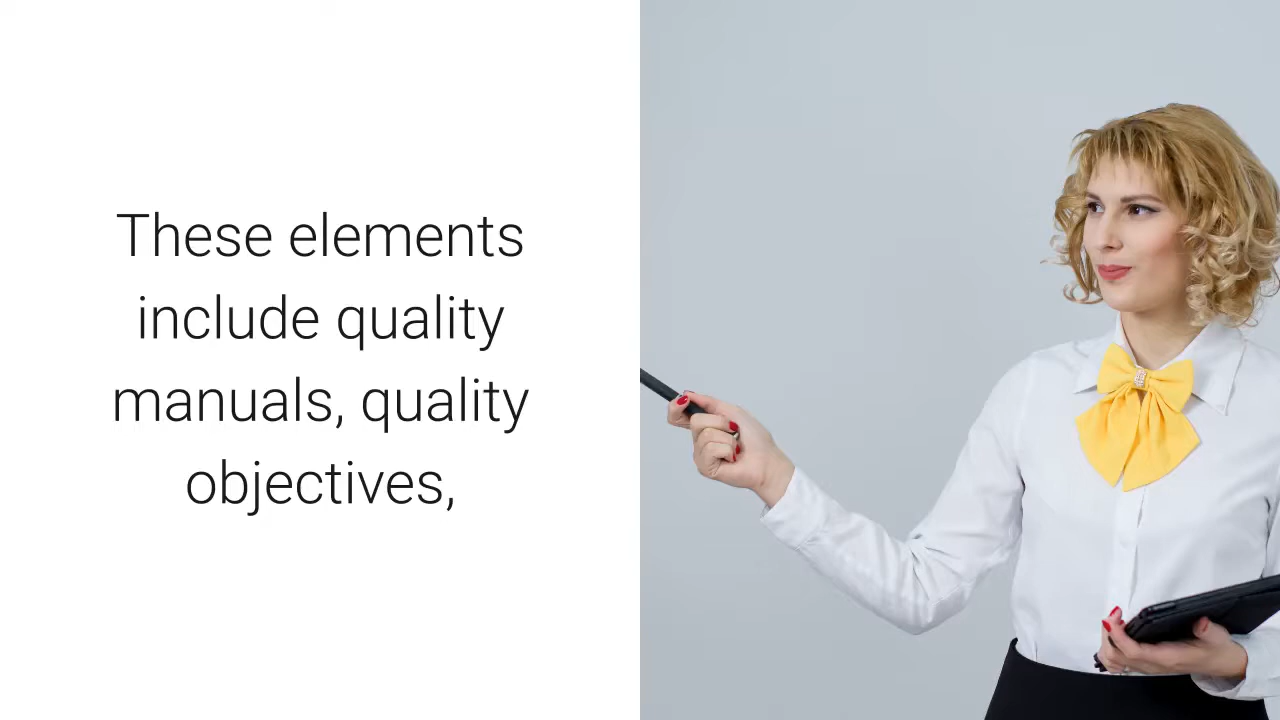 These elements
include quality
manuals, quality
objectives,